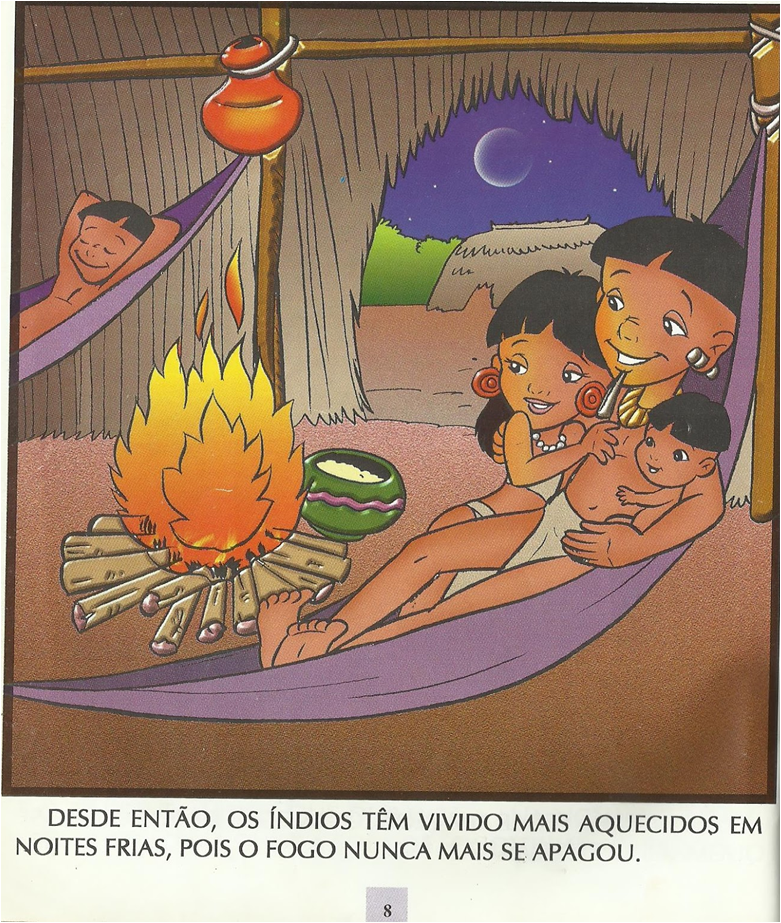 DESDE ENTÃO, OS ÍNDIOS TÊM VIVIDO MAIS AQUECIDOS EM
NOITES FRIAS, POIS O FOGO NUNCA MAIS SE APAGOU.
8